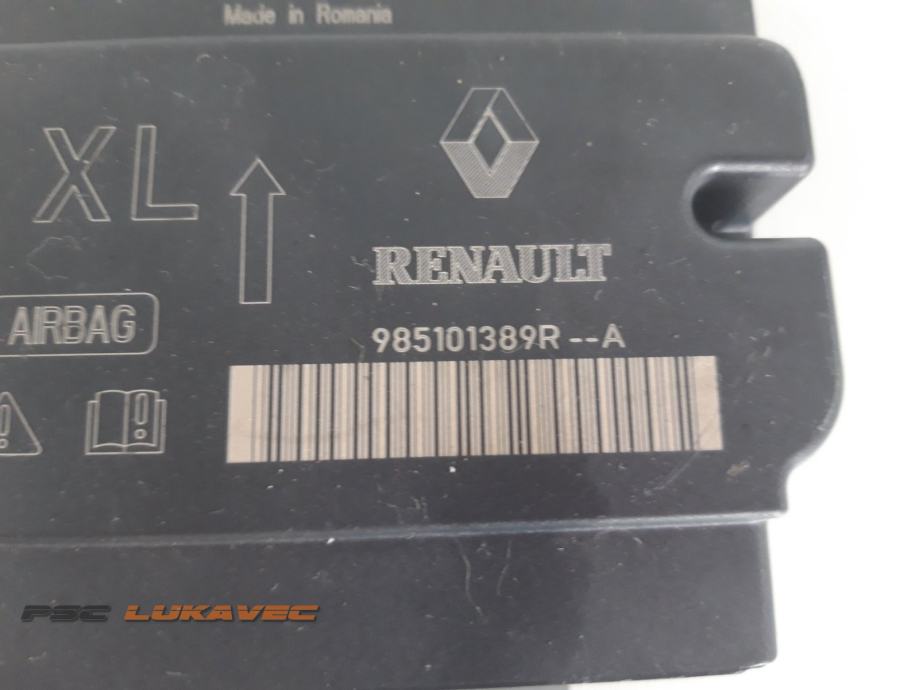 Made in Romania
XL
RENAULT
AIRBAG
985101389R --A
PSC LUKAVEC